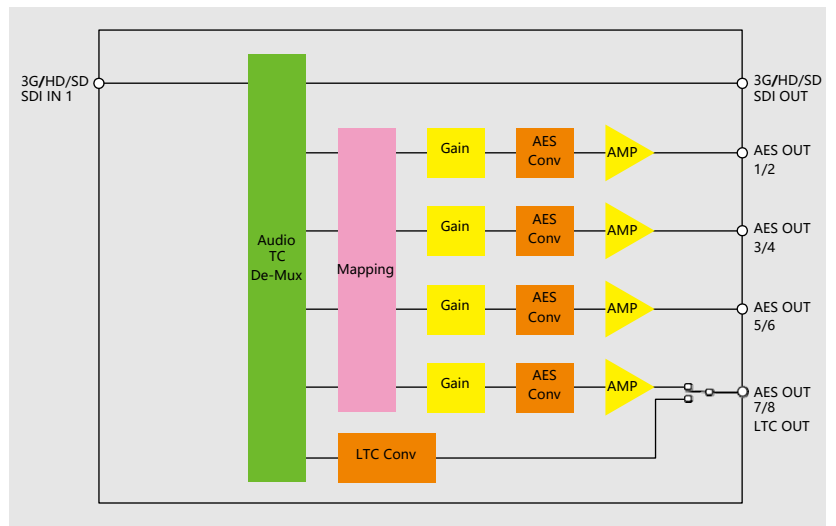 3G/HD/SD
SDI IN 1
3G/HD/SD
SDI OUT
Audio
TC
De-Mux
Mapping
Gain
AES
Conv
AMP
AES OUT
1/2
Gain
AES
Conv
AMP
AES OUT
3/4
Gain
AES
Conv
AMP
AES OUT
5/6
Gain
AES
Conv
AMP
AES OUT
7/8
LTC OUT
LTC Conv